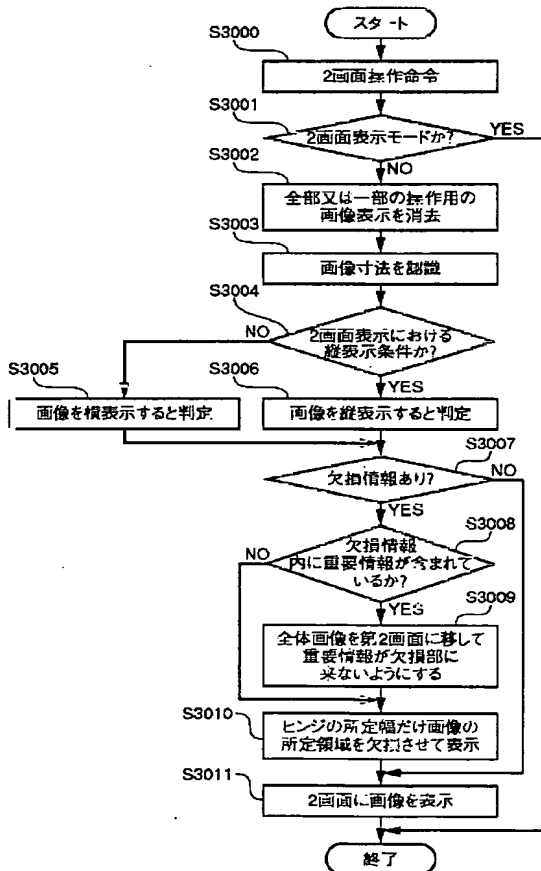 スタート
S3000
2画面操作命令
S3001
2画面表示モードか?
YES
NO
S3002
全部又は一部の操作用の
画像表示を消去
S3003
画像寸法を認識
S3004
2画面表示における
縦表示条件か?
NO
YES
S3005
画像を横表示すると判定
S3006
画像を縦表示すると判定
S3007
欠損情報あり?
NO
YES
S3008
欠損情報
内に重要情報が含まれて
いるか?
NO
YES
S3009
全体画像を第2画面に移して
重要情報が欠損部に
来ないようにする
S3010
ヒンジの所定幅だけ画像の
所定領域を欠損させて表示
S3011
2画面に画像を表示
終了